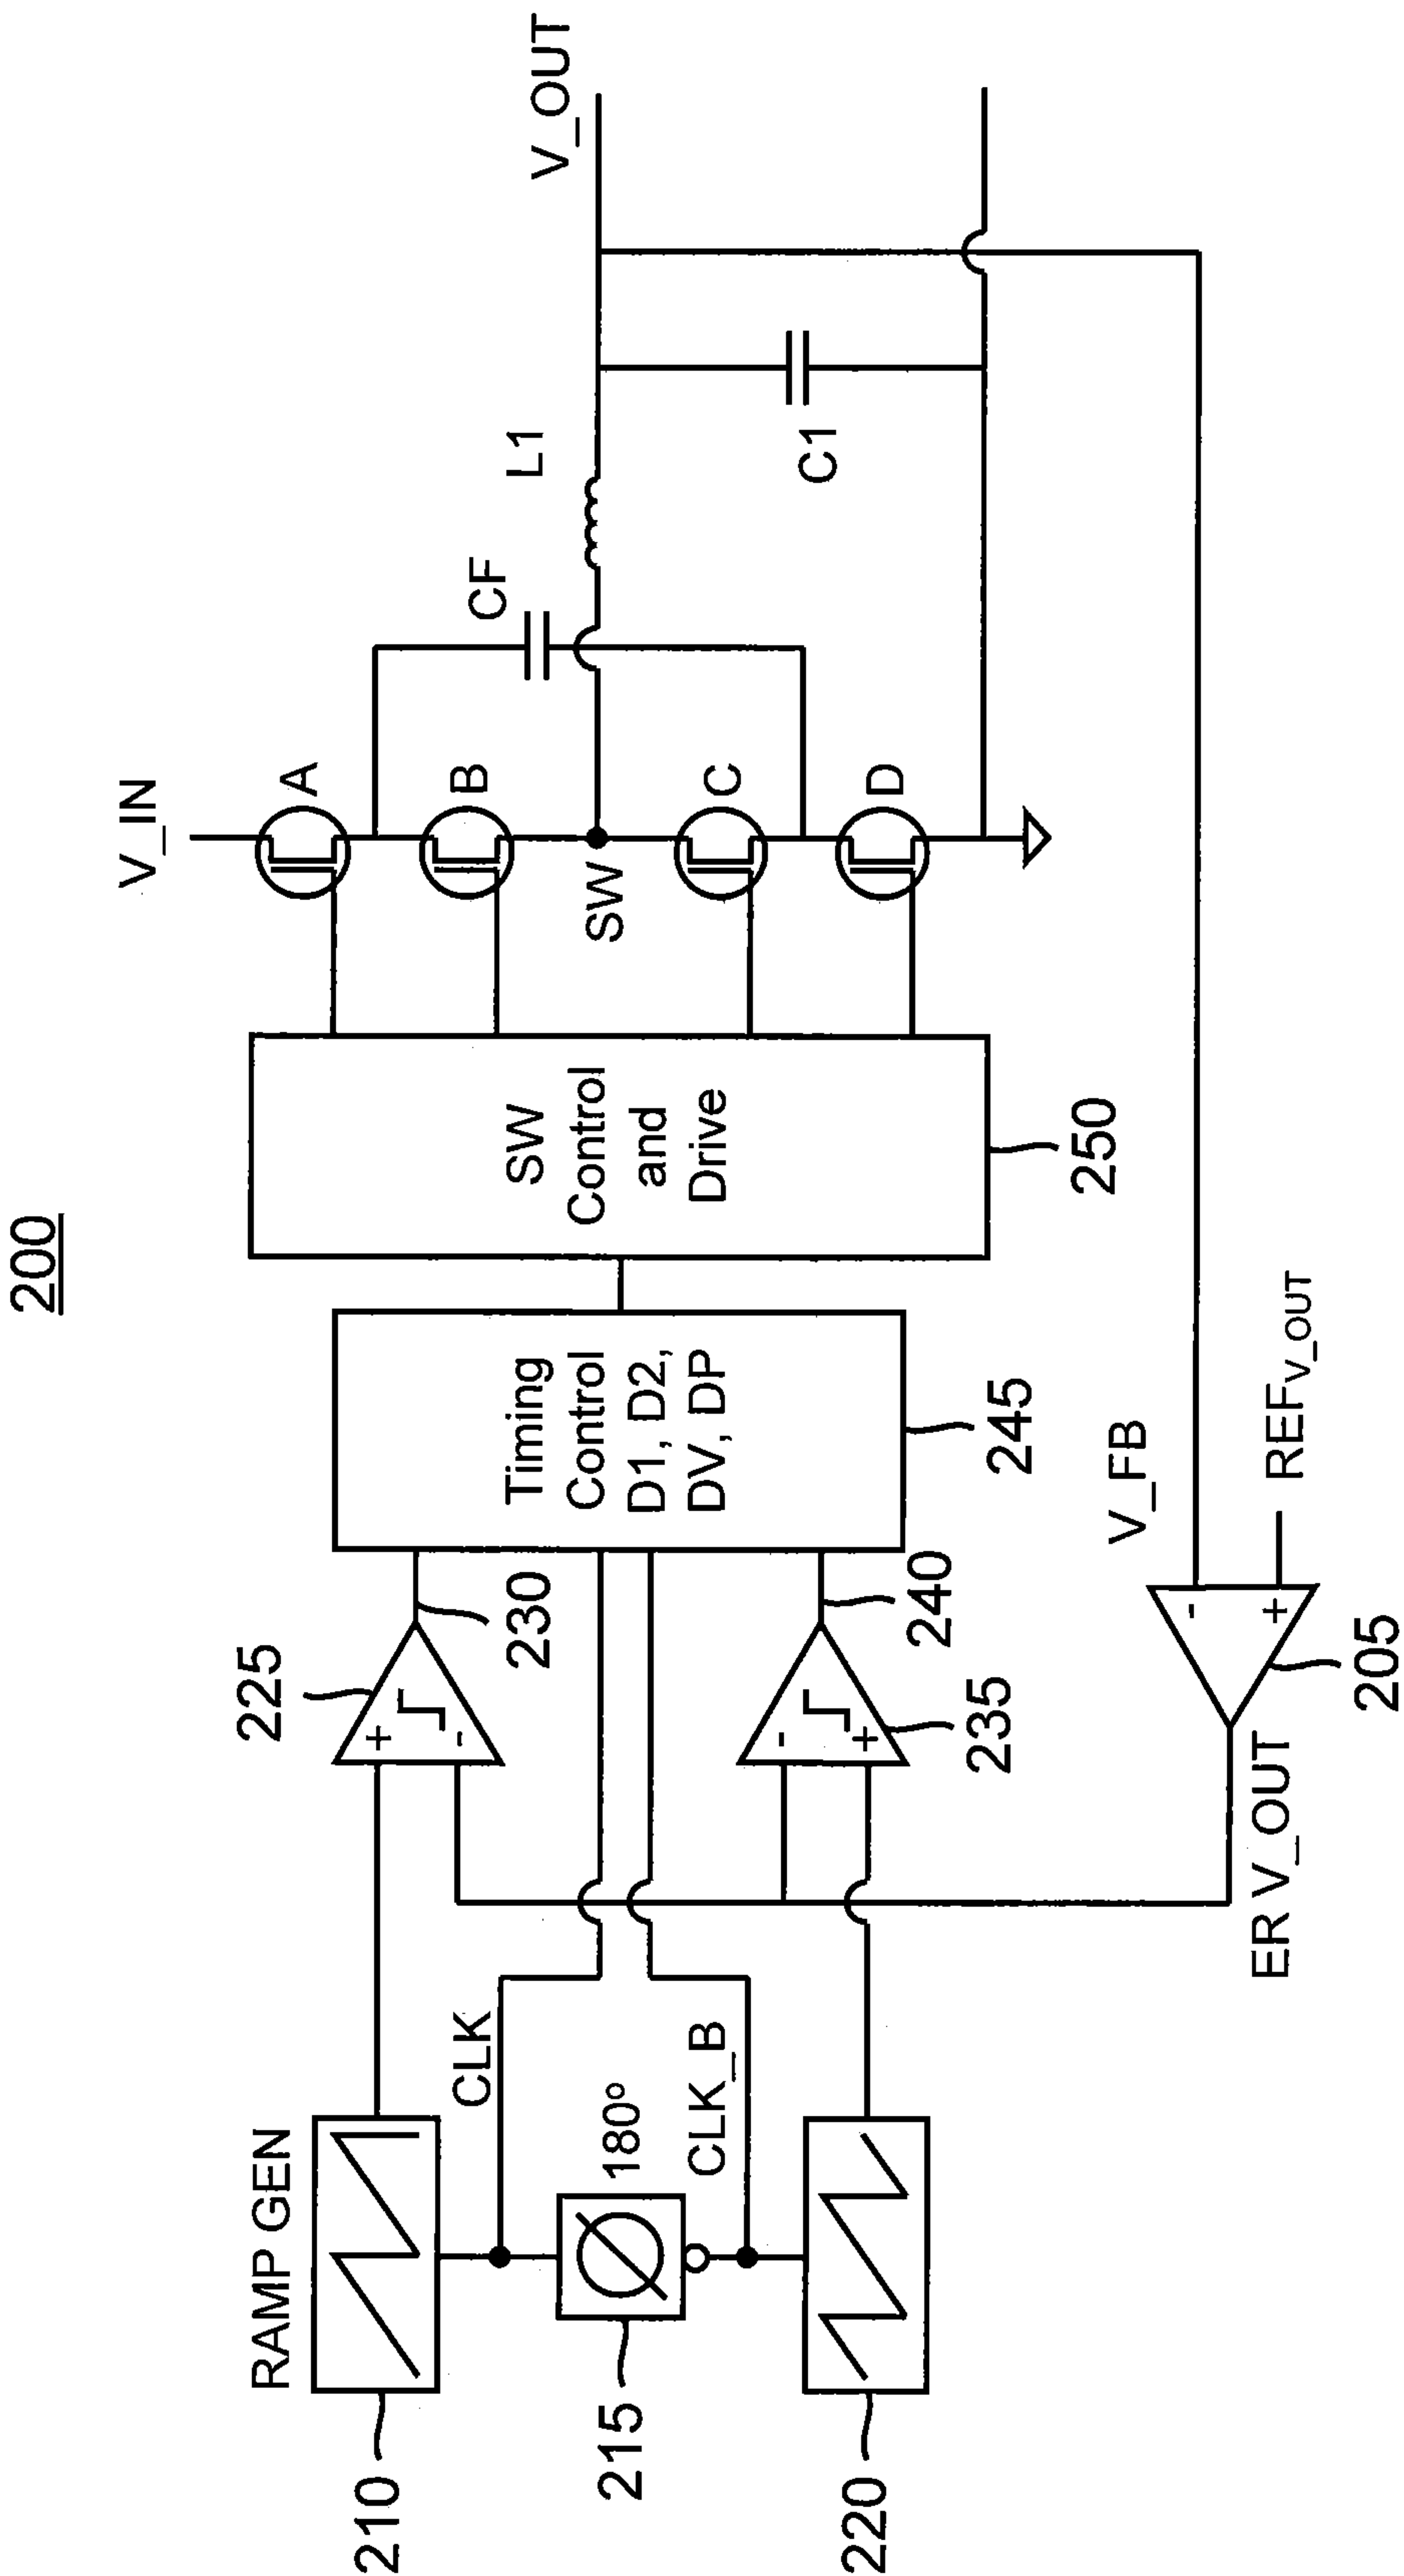 200
V_IN
A
B
SW
C
D
CF
L1
C1
V_OUT
SW
Control
and
Drive
250
Timing
Control
D1, D2,
DV, DP
245
225
+
-
230
-
+
235
240
RAMP GEN
210
CLK
180º
215
CLK_B
220
V_FB
REFV_OUT
-
+
205
ER V_OUT